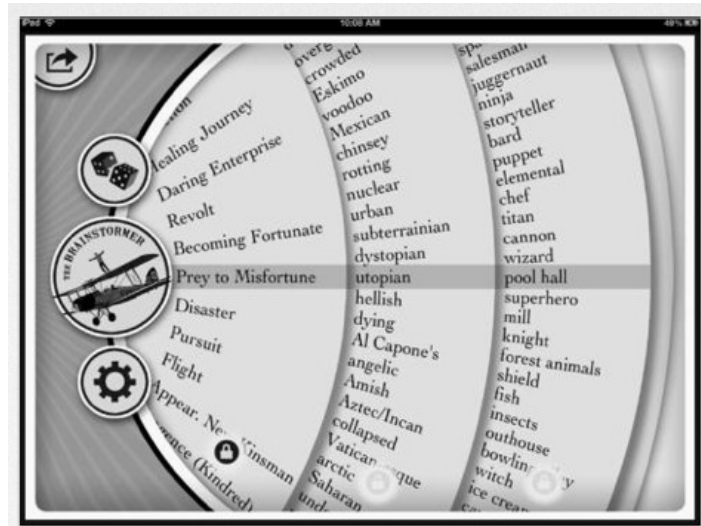 iPad
10:08 AM
49%
Healing Journey
Daring Enterprise
Revolt
Becoming Fortunate
Prey to Misfortune
Disaster
Pursuit
Flight
Appear. New Kinsman
(Kindred)
THE BRAINSTORMER
crowded
Eskimo
voodoo
Mexican
chinsey
rotting
nuclear
urban
subterrainian
dystopian
utopian
hellish
dying
Al Capone's
angelic
Amish
Aztec/Incan
collapsed
arctic
Saharan
salesman
juggernaut
ninja
storyteller
bard
puppet
elemental
chef
titan
cannon
wizard
pool hall
superhero
mill
knight
forest animals
shield
fish
insects
outhouse
witch